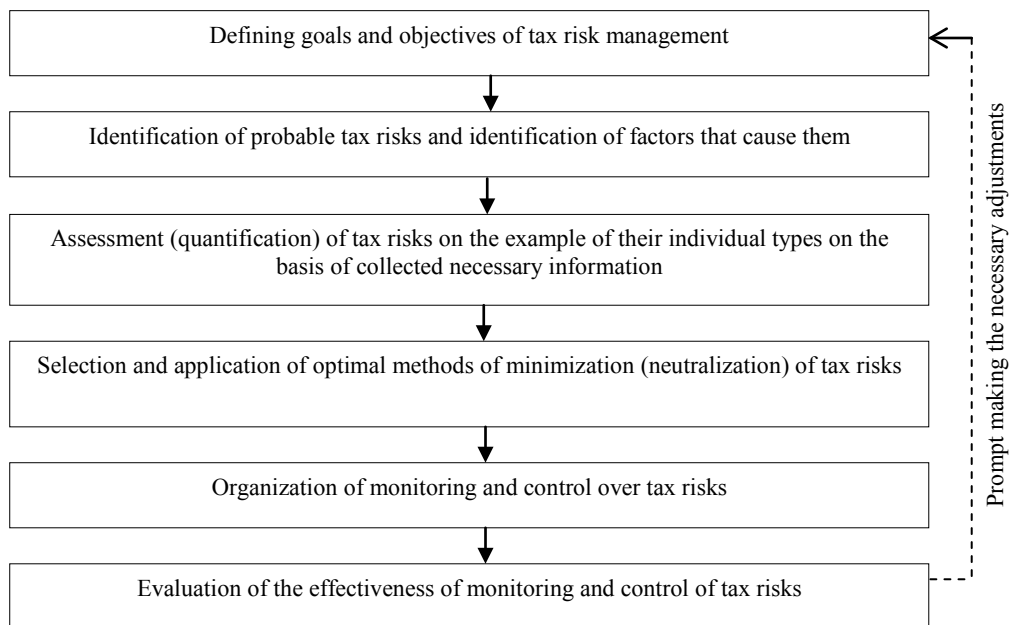 Defining goals and objectives of tax risk management
Identification of probable tax risks and identification of factors that cause them
Assessment (quantification) of tax risks on the example of their individual types on the
basis of collected necessary information
Selection and application of optimal methods of minimization (neutralization) of tax risks
Organization of monitoring and control over tax risks
Evaluation of the effectiveness of monitoring and control of tax risks
Prompt making the necessary adjustments